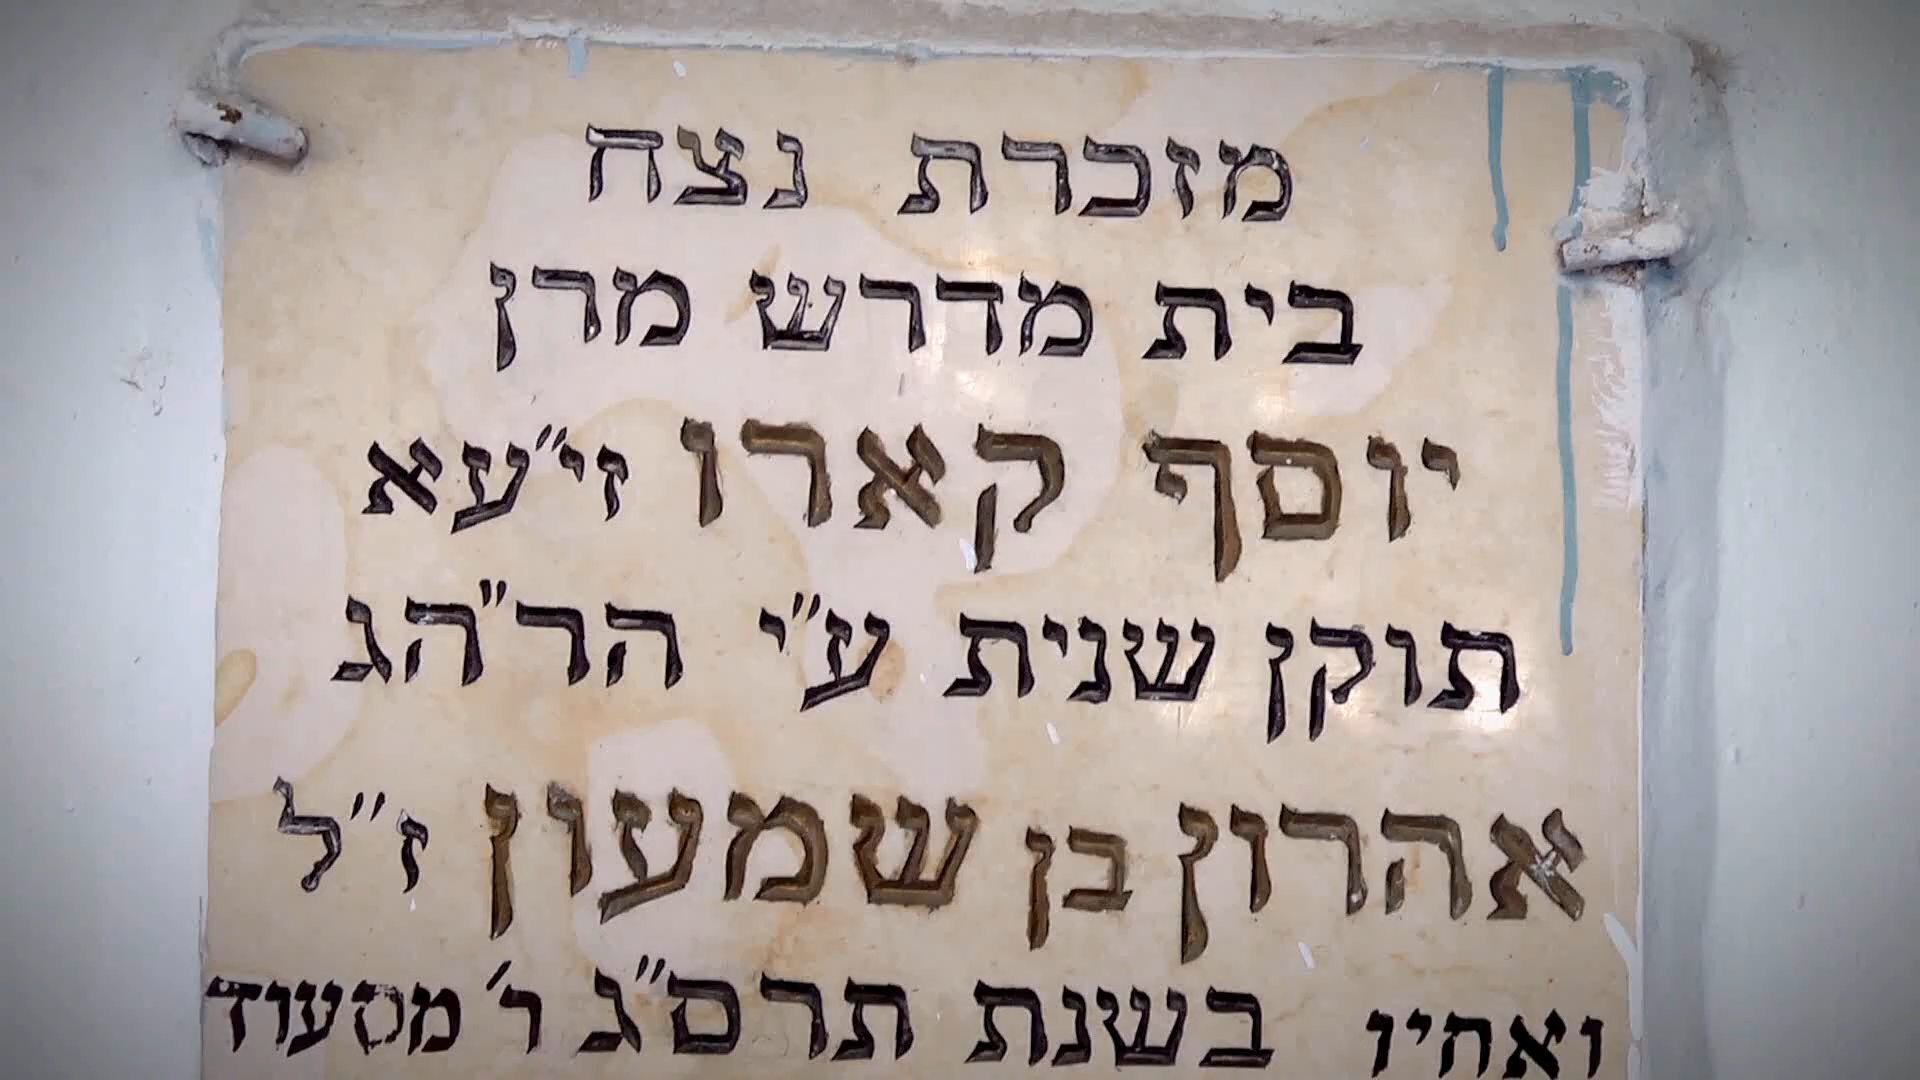 מזכרת נצח
בית מדרש מרן
יוסף קארו זי״עא
תוקן שנית ע״י הר״הג
אהרון בן שמעון ז״ל
ואחיו בשנת תרס״ג ר׳ מסעוד